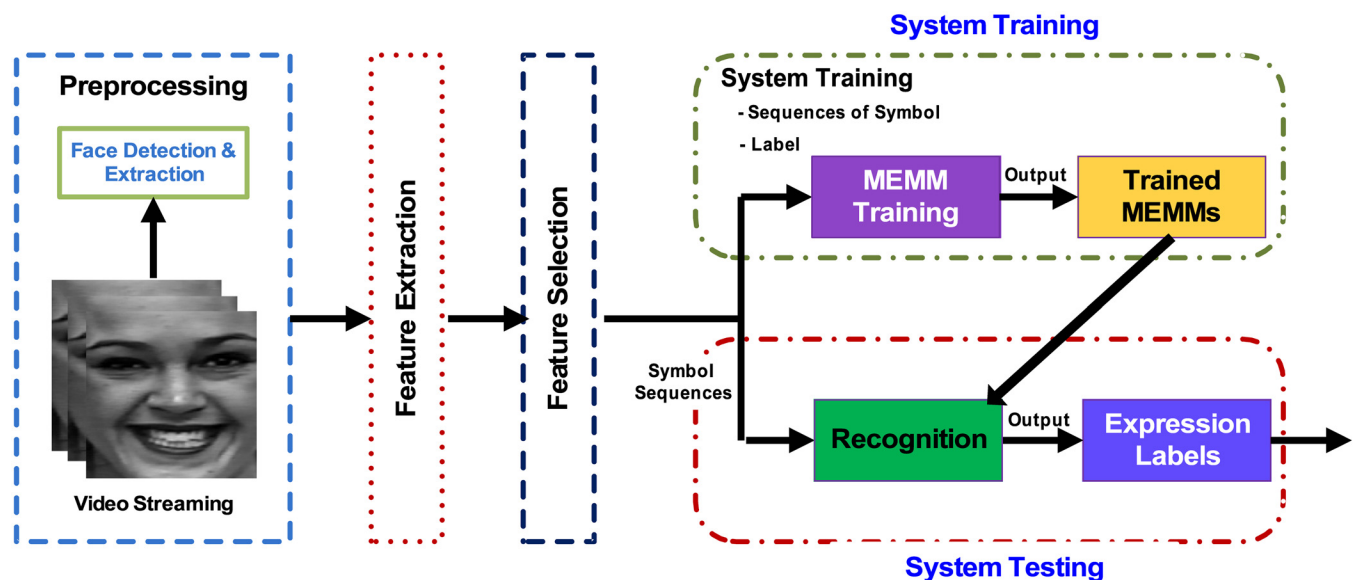 System Training
Preprocessing
Face Detection &
Extraction
Video Streaming
Feature Extraction
Feature Selection
System Training
- Sequences of Symbol
- Label
MEMM
Training
Output
Trained
MEMMs
Symbol
Sequences
Recognition
Output
Expression
Labels
System Testing